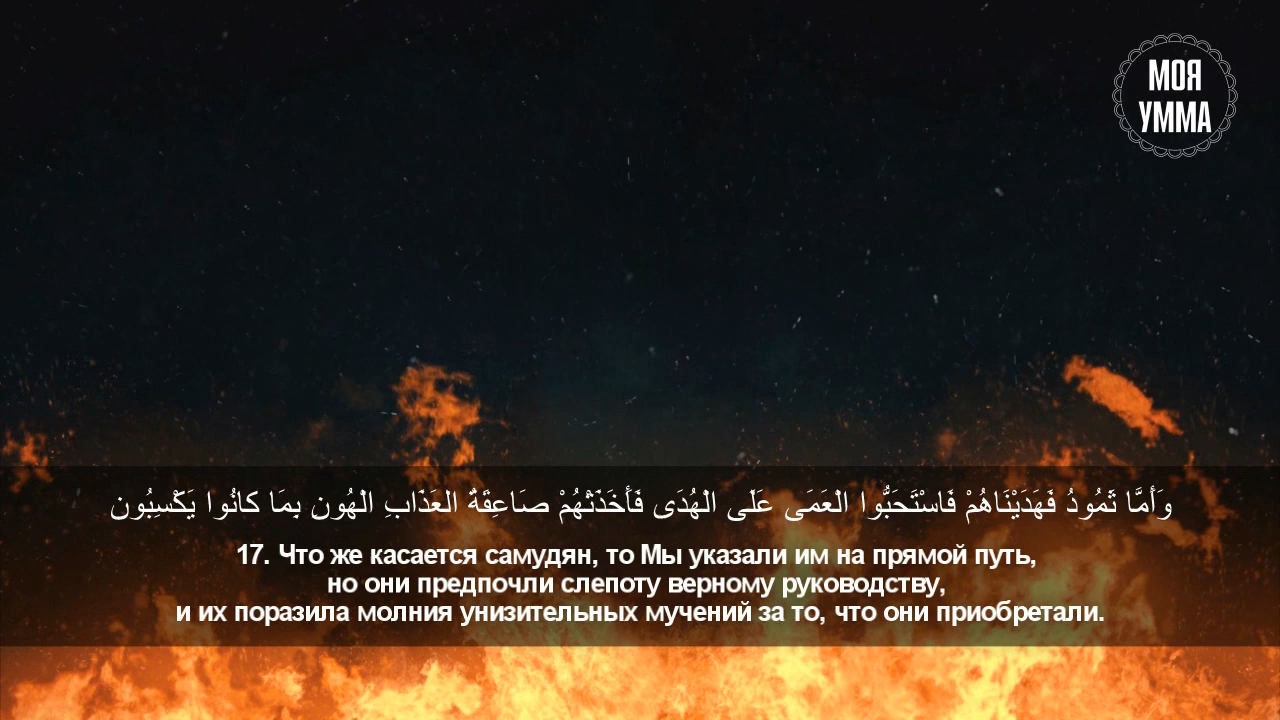 МОЯ
УММА
وَأَمَّا ثَمُودُ فَهَدَيْنَاهُمْ فَاسْتَحَبُّوا الْعَمَى عَلَى الْهُدَى فَأَخَذَتْهُمْ صَاعِقَةُ الْعَذَابِ الْهُونِ بِمَا كَانُوا يَكْسِبُون
17. Что же касается самудян, то Мы указали им на прямой путь,
но они предпочли слепоту верному руководству,
и их поразила молния унизительных мучений за то, что они приобретали.